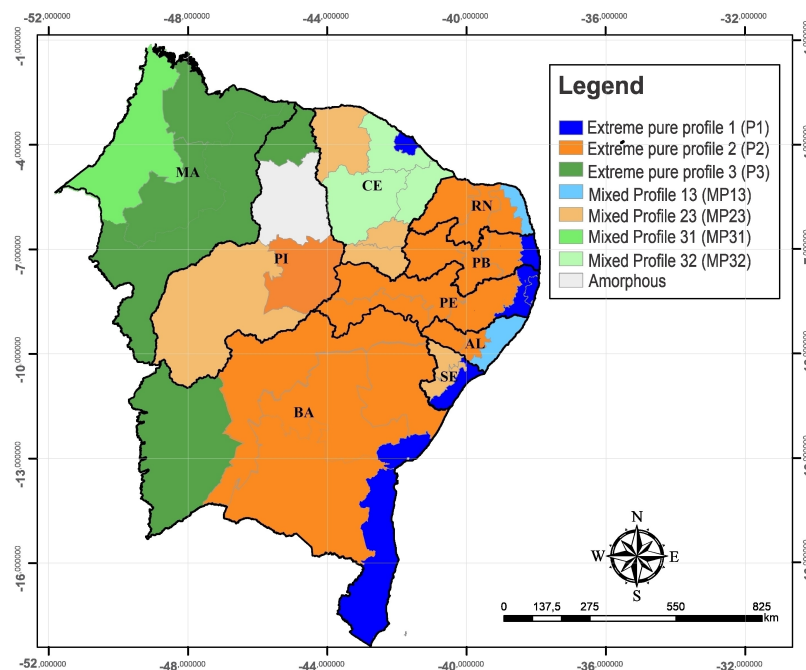 -52.000000
-48.000000
-44.000000
-40.000000
-36.000000
-32.000000
-1.000000
-4.000000
-7.000000
-10.000000
-13.000000
-16.000000
Legend
Extreme pure profile 1 (P1)
Extreme pure profile 2 (P2)
Extreme pure profile 3 (P3)
Mixed Profile 13 (MP13)
Mixed Profile 23 (MP23)
Mixed Profile 31 (MP31)
Mixed Profile 32 (MP32)
Amorphous
MA
CE
RN
PI
PB
PE
AL
SE
BA
N
W
E
S
0 137,5 275 550 825
km
-52.000000
-48.000000
-44.000000
-40.000000
-36.000000
-32.000000